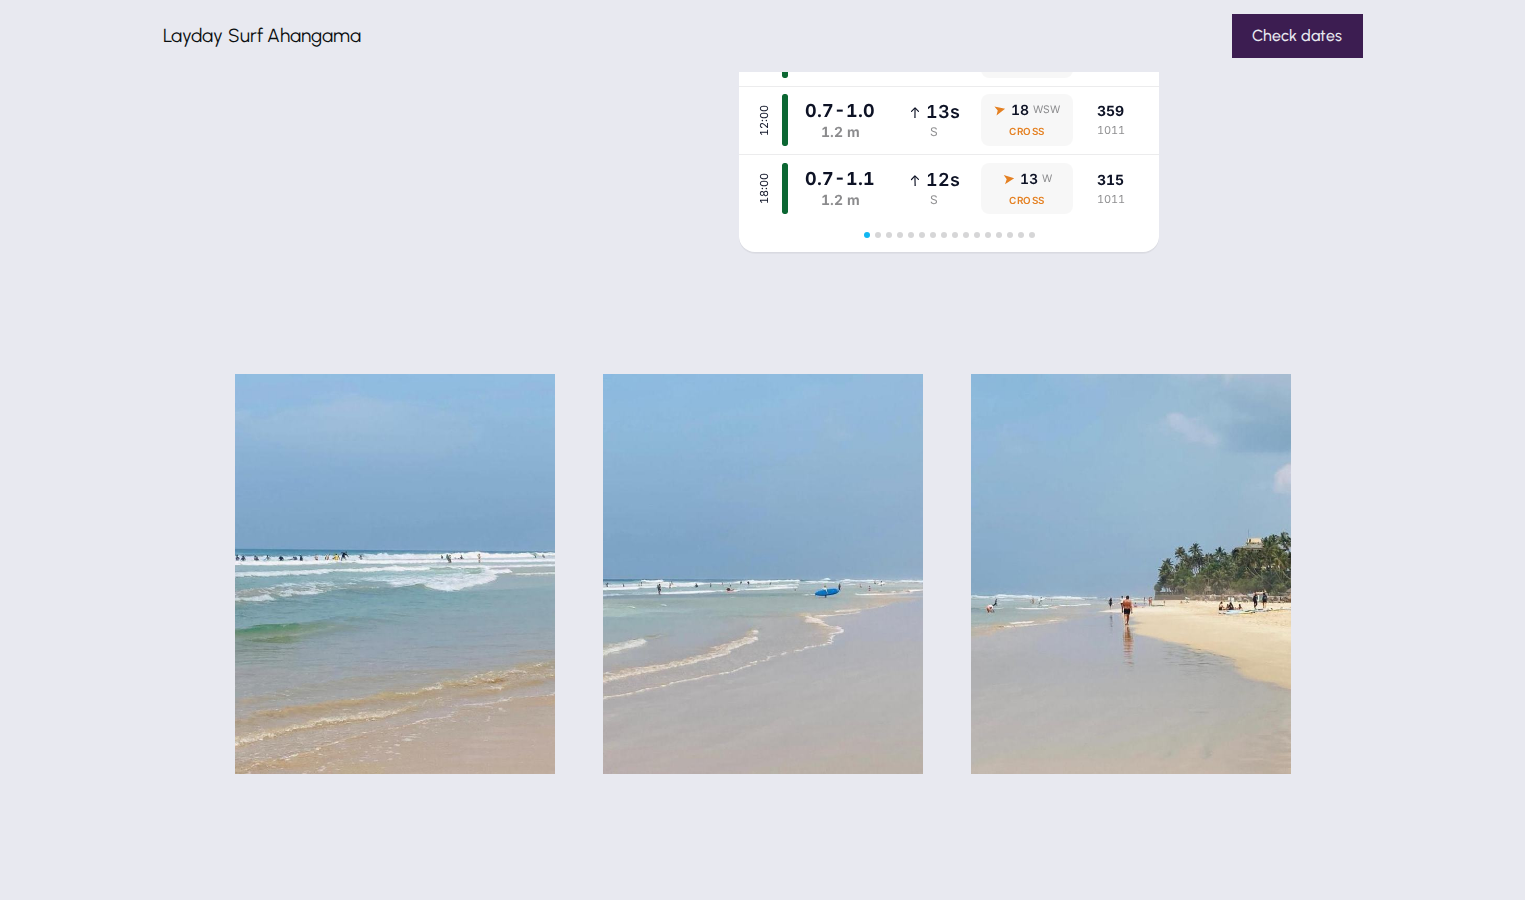 Layday Surf Ahangama
Check dates
12:00
0.7-1.0
1.2 m
↑ 13s
S
18 WSW
CROSS
359
1011
18:00
0.7-1.1
1.2 m
↑ 12s
S
13 W
CROSS
315
1011